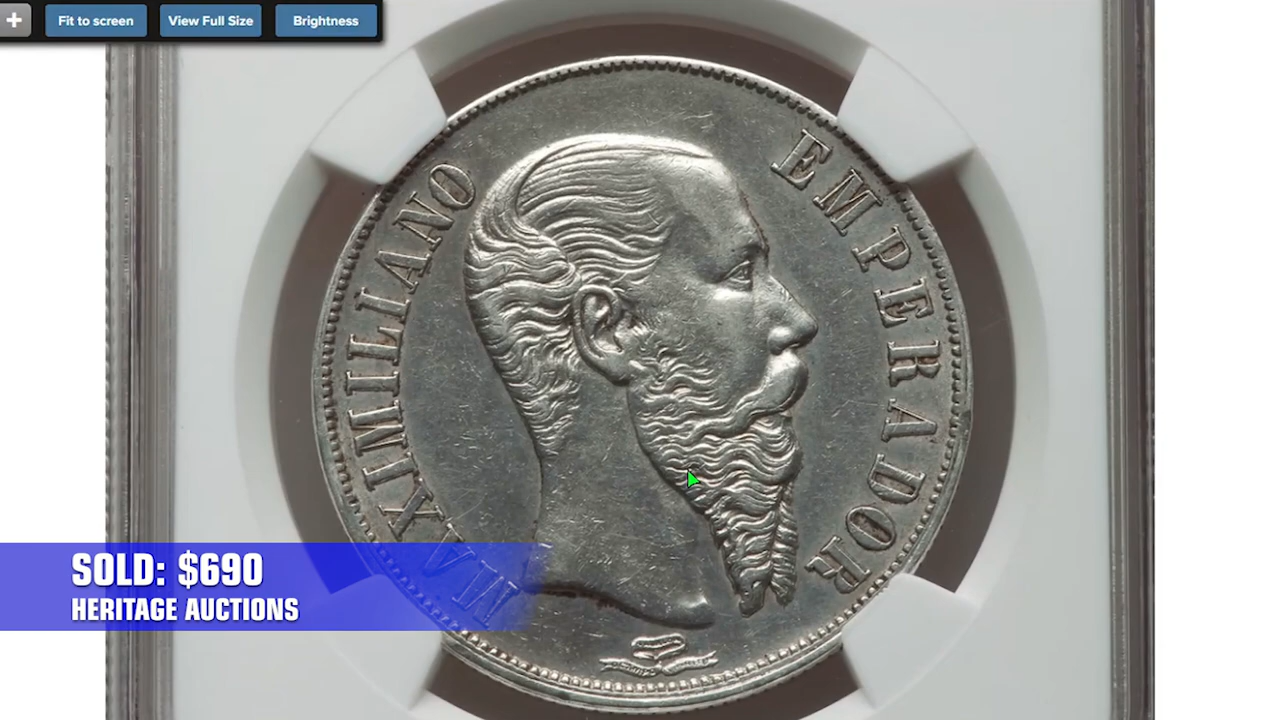 +
Fit to screen
View Full Size
Brightness
MAXIMILIANO
EMPERADOR
SOLD: $690
HERITAGE AUCTIONS